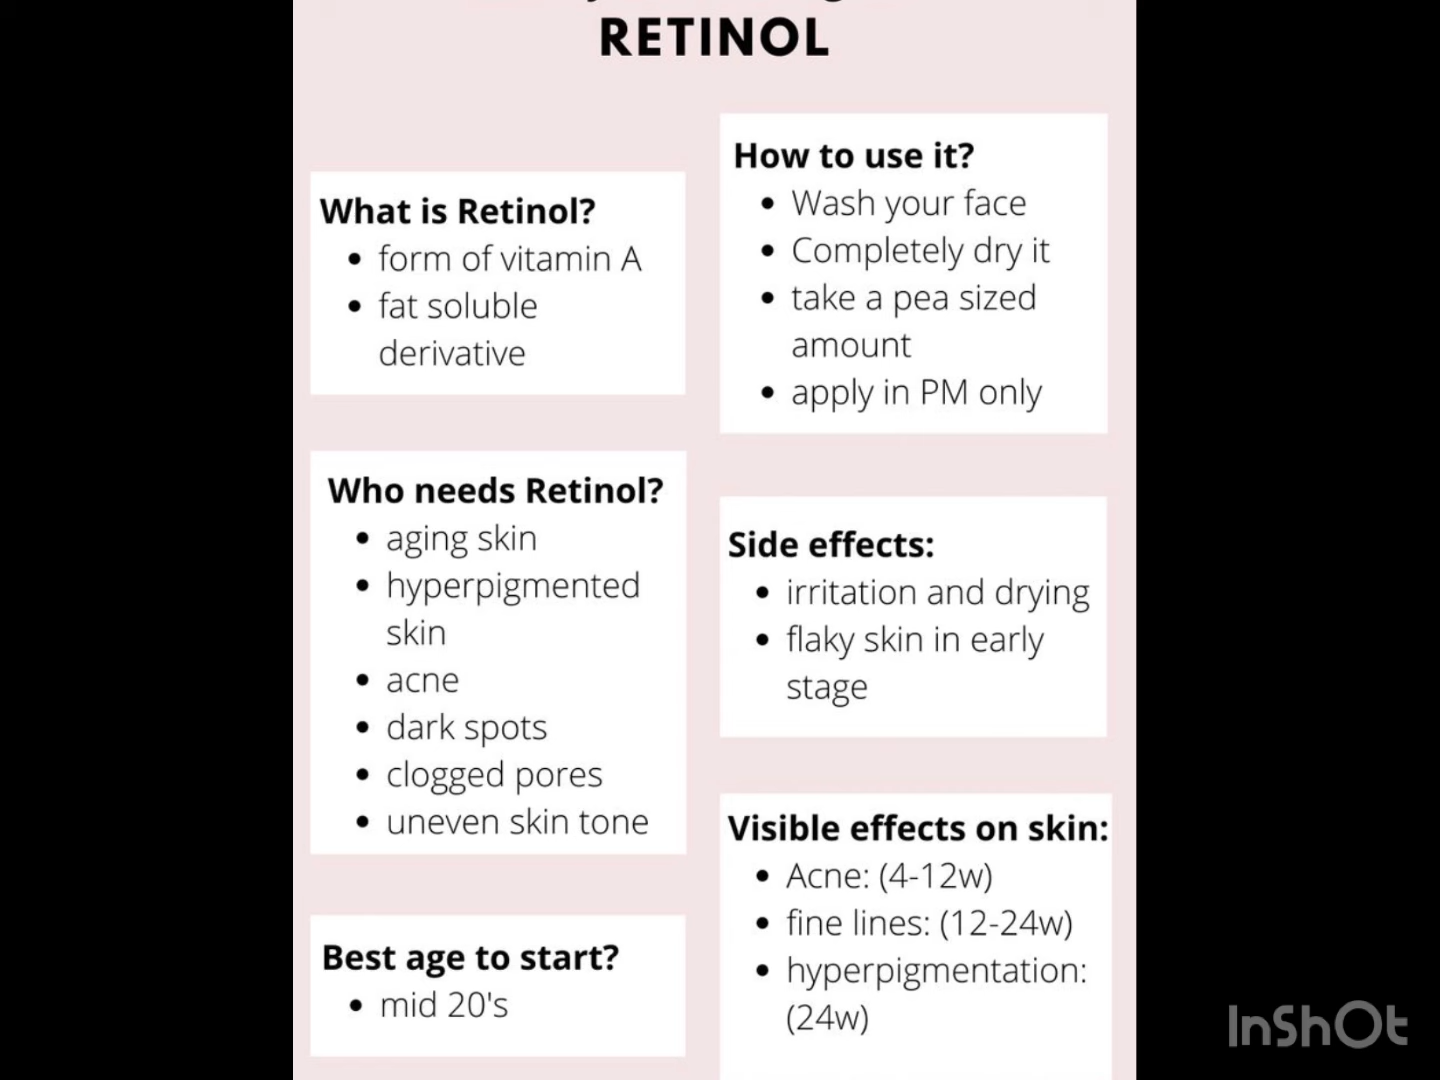 RETINOL
What is Retinol?
• form of vitamin A
• fat soluble
derivative
Who needs Retinol?
• aging skin
• hyperpigmented
skin
• acne
• dark spots
• clogged pores
• uneven skin tone
Best age to start?
• mid 20's
How to use it?
• Wash your face
• Completely dry it
• take a pea sized
amount
• apply in PM only
Side effects:
• irritation and drying
• flaky skin in early
stage
Visible effects on skin:
• Acne: (4-12w)
• fine lines: (12-24w)
• hyperpigmentation:
(24w)
InShOt